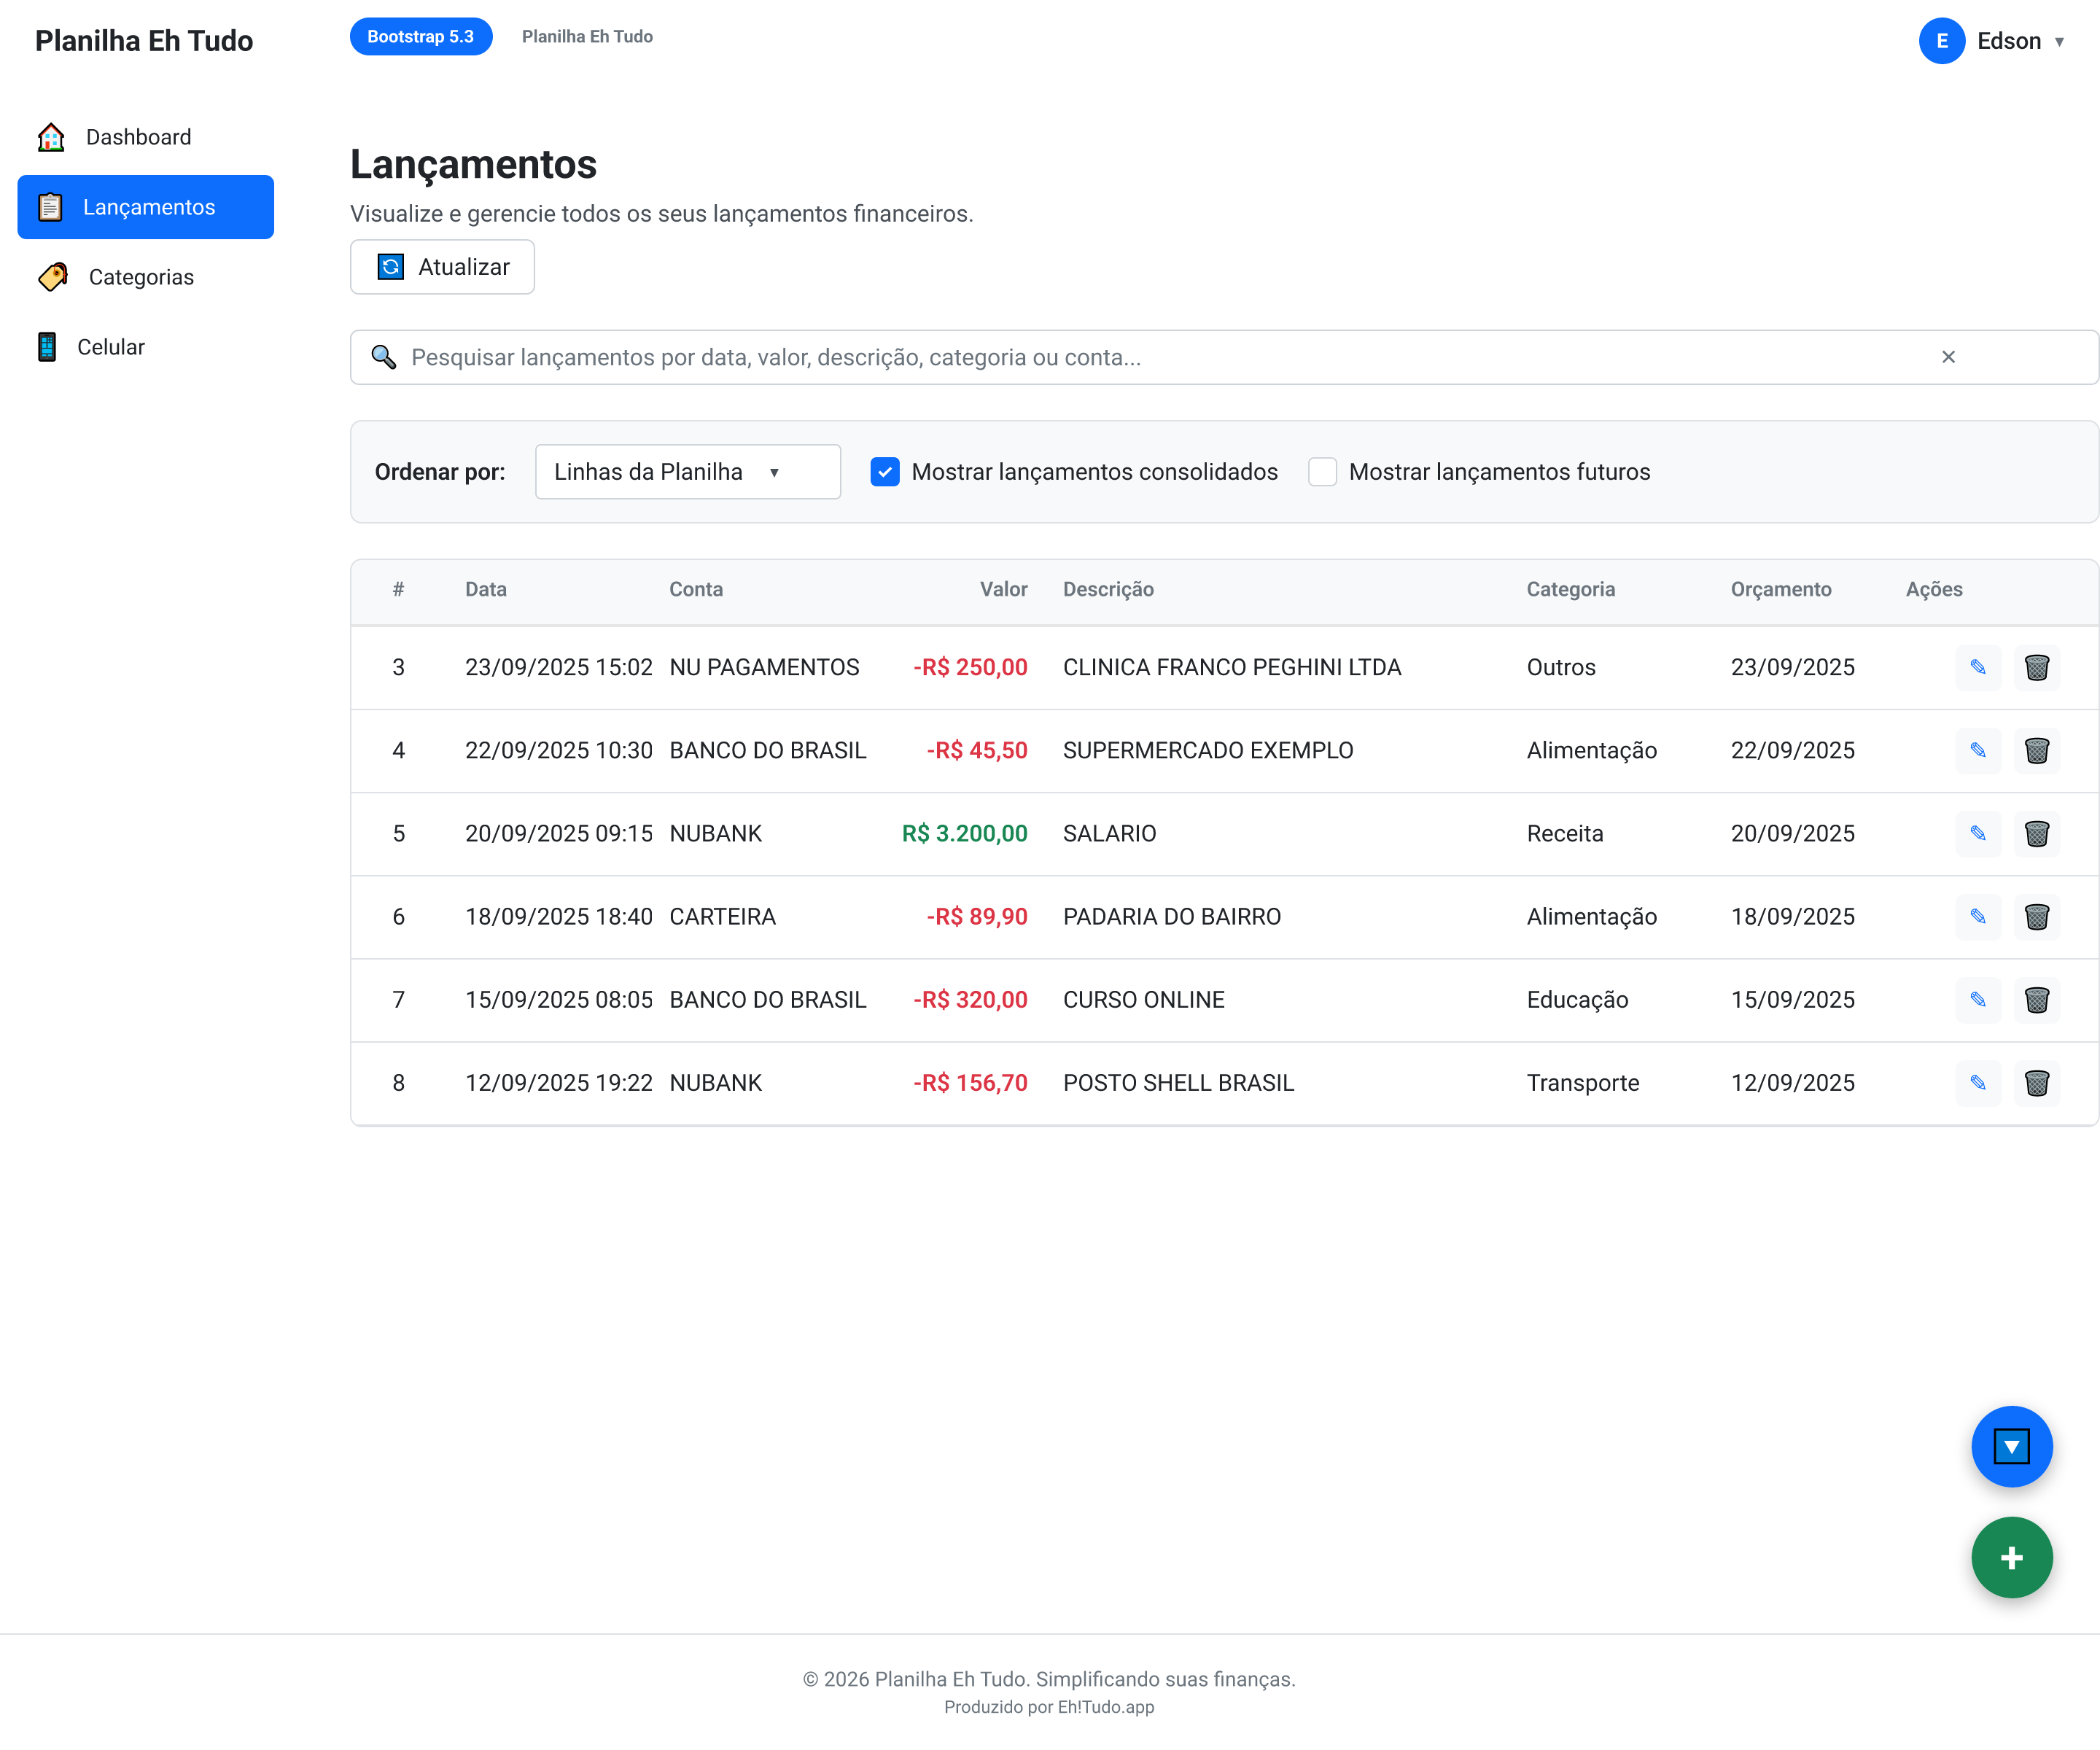 Planilha Eh Tudo
Bootstrap 5.3 Planilha Eh Tudo
E Edson ▼
Dashboard
Lançamentos
Categorias
Celular
Lançamentos
Visualize e gerencie todos os seus lançamentos financeiros.
Atualizar
Pesquisar lançamentos por data, valor, descrição, categoria ou conta... ×
Ordenar por: Linhas da Planilha ▼ Mostrar lançamentos consolidados Mostrar lançamentos futuros
# Data Conta Valor Descrição Categoria Orçamento Ações
3 23/09/2025 15:02 NU PAGAMENTOS -R$ 250,00 CLINICA FRANCO PEGHINI LTDA Outros 23/09/2025
4 22/09/2025 10:30 BANCO DO BRASIL -R$ 45,50 SUPERMERCADO EXEMPLO Alimentação 22/09/2025
5 20/09/2025 09:15 NUBANK R$ 3.200,00 SALARIO Receita 20/09/2025
6 18/09/2025 18:40 CARTEIRA -R$ 89,90 PADARIA DO BAIRRO Alimentação 18/09/2025
7 15/09/2025 08:05 BANCO DO BRASIL -R$ 320,00 CURSO ONLINE Educação 15/09/2025
8 12/09/2025 19:22 NUBANK -R$ 156,70 POSTO SHELL BRASIL Transporte 12/09/2025
+
© 2026 Planilha Eh Tudo. Simplificando suas finanças.
Produzido por Eh!Tudo.app